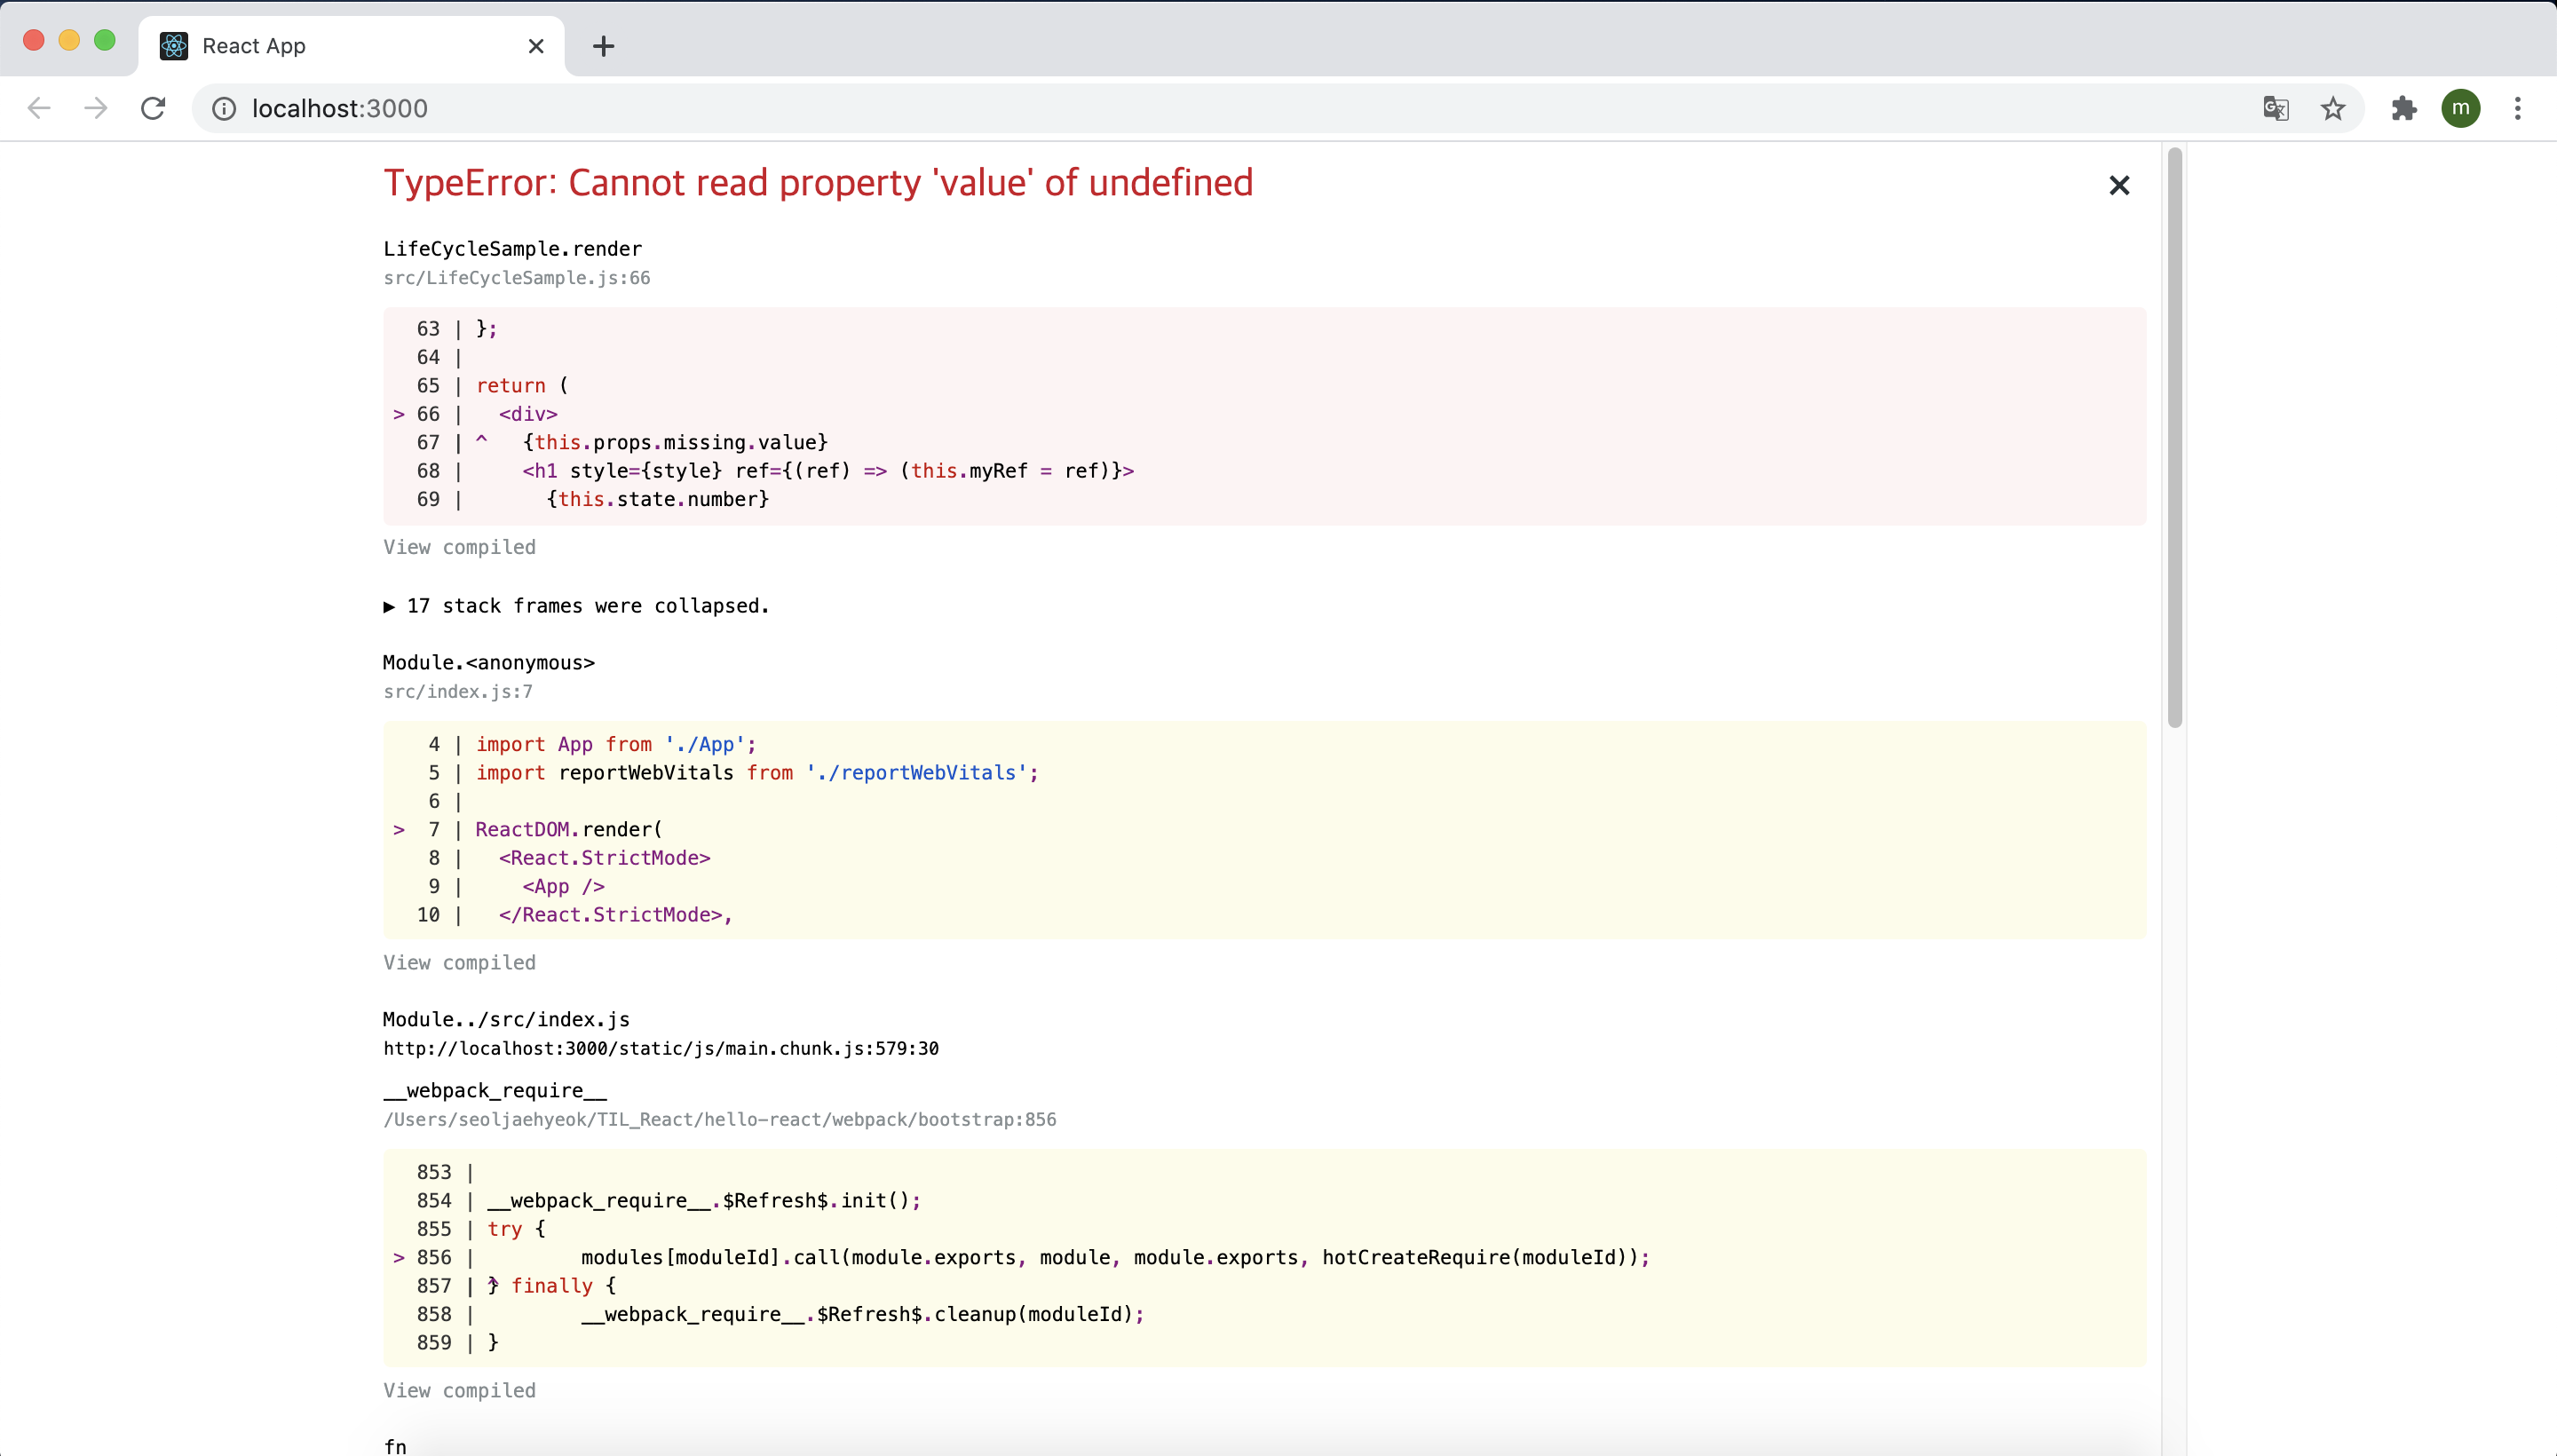 React App
localhost:3000
m
TypeError: Cannot read property 'value' of undefined
LifeCycleSample.render
src/LifeCycleSample.js:66
63 | };
64 |
65 | return (
> 66 |   <div>
67 | ^   {this.props.missing.value}
68 |     <h1 style={style} ref={(ref) => (this.myRef = ref)}>
69 |       {this.state.number}
View compiled
▶ 17 stack frames were collapsed.
Module.<anonymous>
src/index.js:7
4 | import App from './App';
5 | import reportWebVitals from './reportWebVitals';
6 |
> 7 | ReactDOM.render(
8 |   <React.StrictMode>
9 |     <App />
10 |   </React.StrictMode>,
View compiled
Module../src/index.js
http://localhost:3000/static/js/main.chunk.js:579:30
__webpack_require__
/Users/seoljaehyeok/TIL_React/hello-react/webpack/bootstrap:856
853 |
854 | __webpack_require__.$Refresh$.init();
855 | try {
> 856 |         modules[moduleId].call(module.exports, module, module.exports, hotCreateRequire(moduleId));
857 | } finally {
858 |         __webpack_require__.$Refresh$.cleanup(moduleId);
859 | }
View compiled
fn